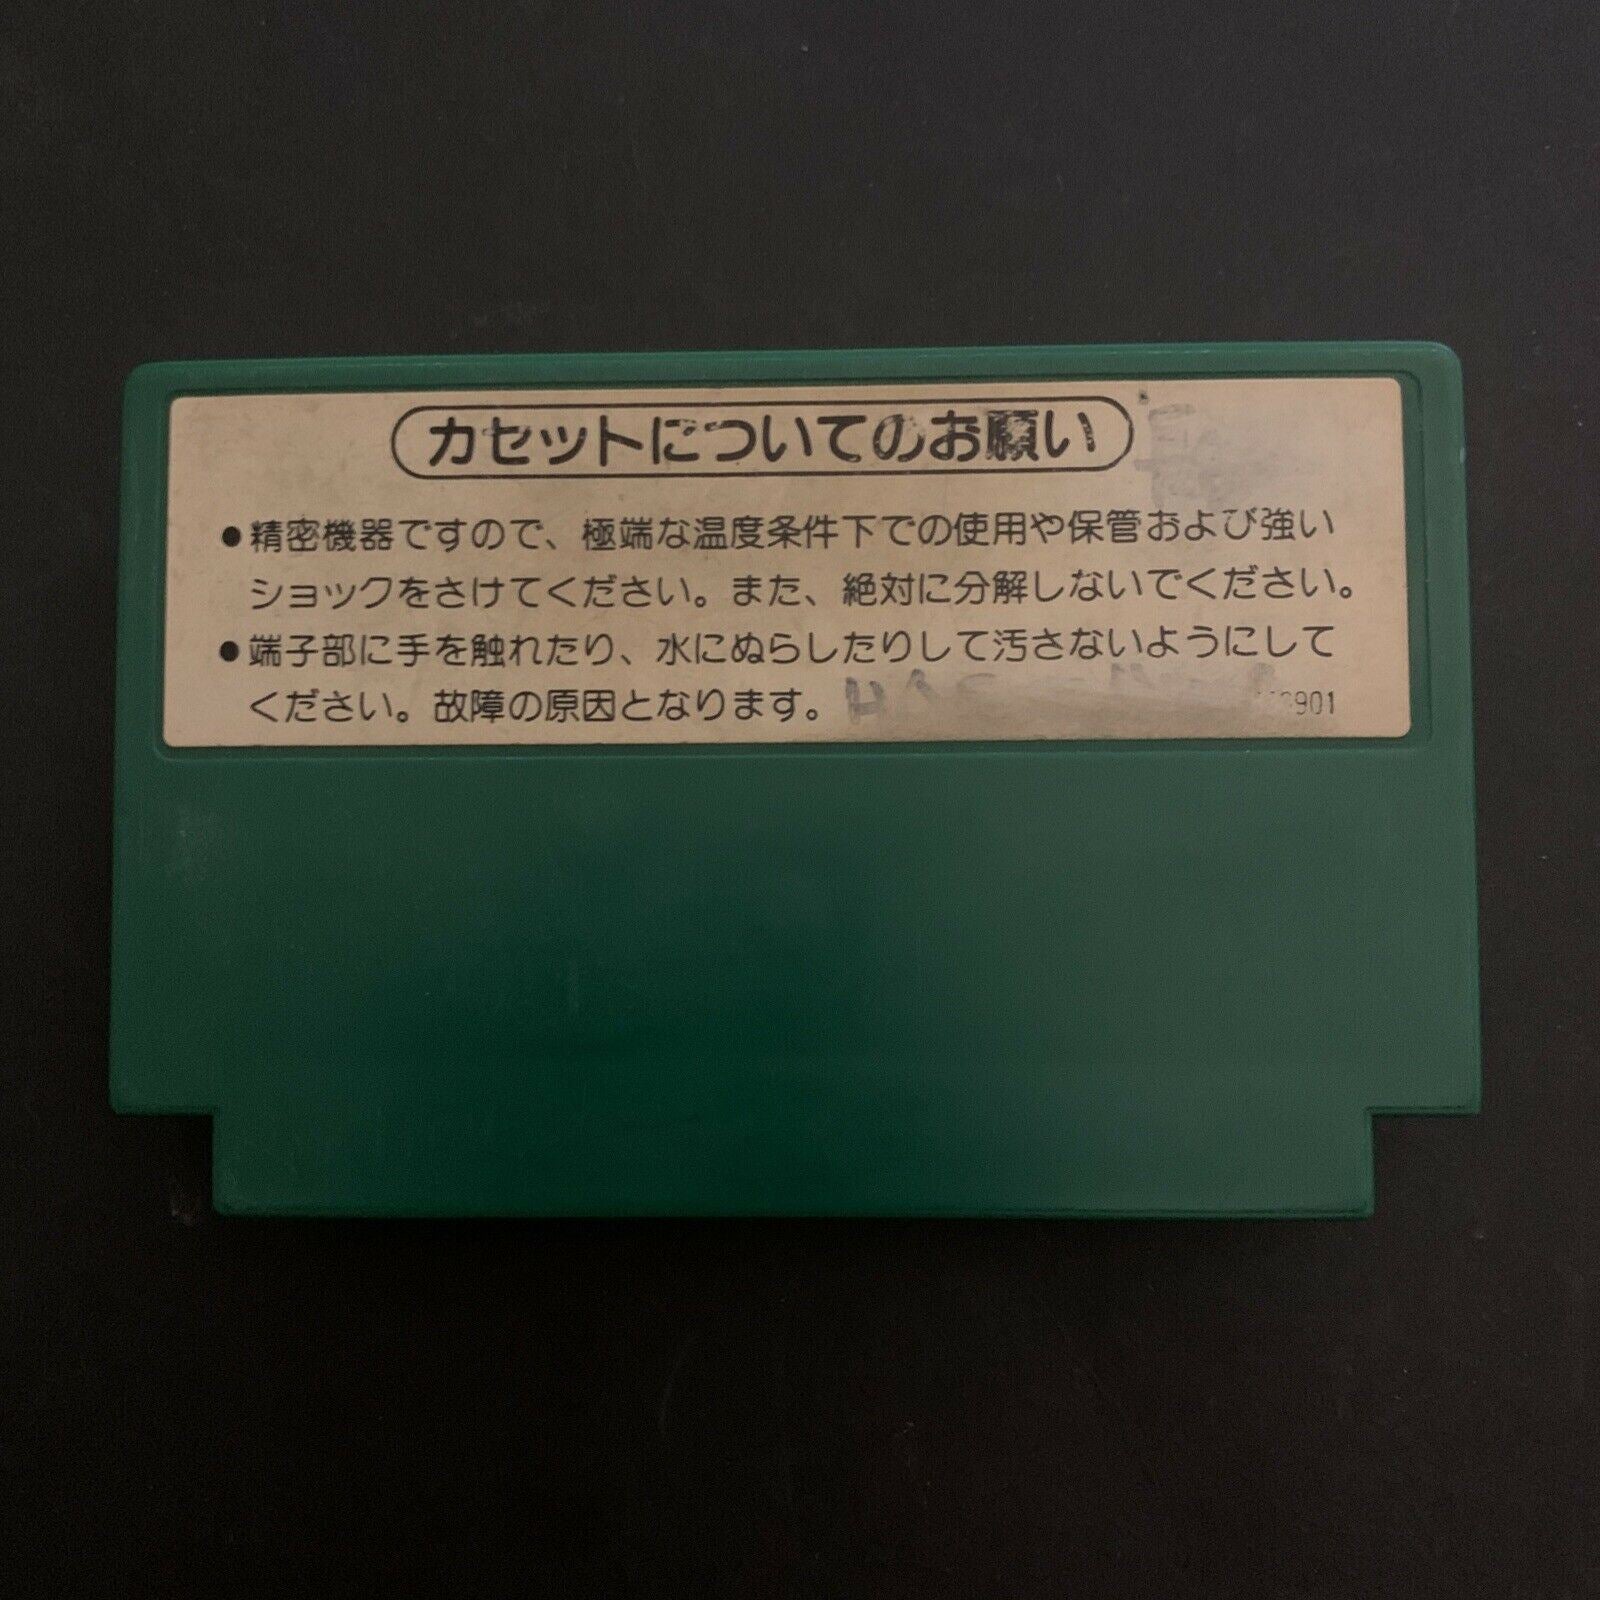 カセットについてのお願い
●精密機器ですので、極端な温度条件下での使用や保管および強い
ショックをさけてください。また、絶対に分解しないでください。
●端子部に手を触れたり、水にぬらしたりして汚さないようにして
ください。故障の原因となります。